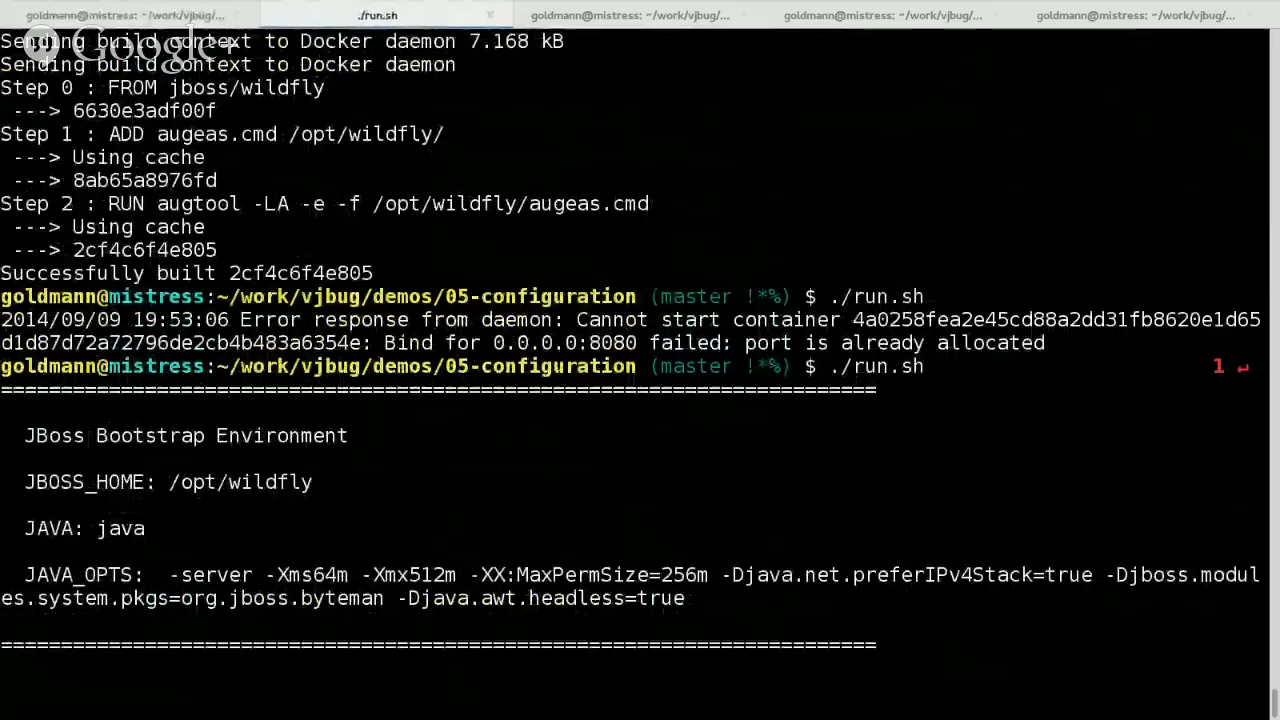 goldmann@mistress: ~/work/vjbug/...
./run.sh
goldmann@mistress: ~/work/vjbug/...
goldmann@mistress: ~/work/vjbug/...
goldmann@mistress: ~/work/vjbug/...
Google+
Sending build context to Docker daemon 7.168 kB
Sending build context to Docker daemon
Step 0 : FROM jboss/wildfly
---> 6630e3adf00f
Step 1 : ADD augeas.cmd /opt/wildfly/
---> Using cache
---> 8ab65a8976fd
Step 2 : RUN augtool -LA -e -f /opt/wildfly/augeas.cmd
---> Using cache
---> 2cf4c6f4e805
Successfully built 2cf4c6f4e805
goldmann@mistress:~/work/vjbug/demos/05-configuration (master !*%) $ ./run.sh
2014/09/09 19:53:06 Error response from daemon: Cannot start container 4a0258fea2e45cd88a2dd31fb8620e1d65
d1d87d72a72796de2cb4b483a6354e: Bind for 0.0.0.0:8080 failed: port is already allocated
goldmann@mistress:~/work/vjbug/demos/05-configuration (master !*%) $ ./run.sh 1 ↵
=========================================================================
JBoss Bootstrap Environment
JBOSS_HOME: /opt/wildfly
JAVA: java
JAVA_OPTS:  -server -Xms64m -Xmx512m -XX:MaxPermSize=256m -Djava.net.preferIPv4Stack=true -Djboss.modul
es.system.pkgs=org.jboss.byteman -Djava.awt.headless=true
=========================================================================